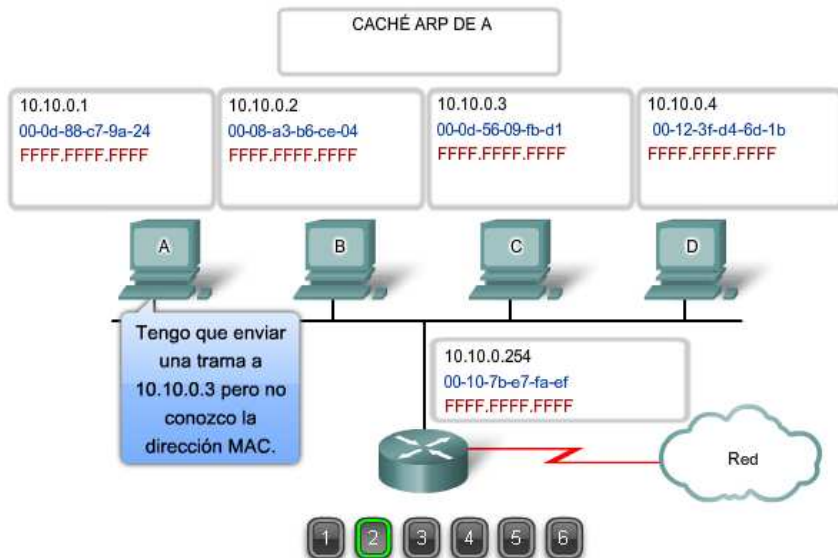 CACHÉ ARP DE A
10.10.0.1
00-0d-88-c7-9a-24
FFFF.FFFF.FFFF
10.10.0.2
00-08-a3-b6-ce-04
FFFF.FFFF.FFFF
10.10.0.3
00-0d-56-09-fb-d1
FFFF.FFFF.FFFF
10.10.0.4
00-12-3f-d4-6d-1b
FFFF.FFFF.FFFF
A
B
C
D
Tengo que enviar
una trama a
10.10.0.3 pero no
conozco la
dirección MAC.
10.10.0.254
00-10-7b-e7-fa-ef
FFFF.FFFF.FFFF
Red
1 2 3 4 5 6